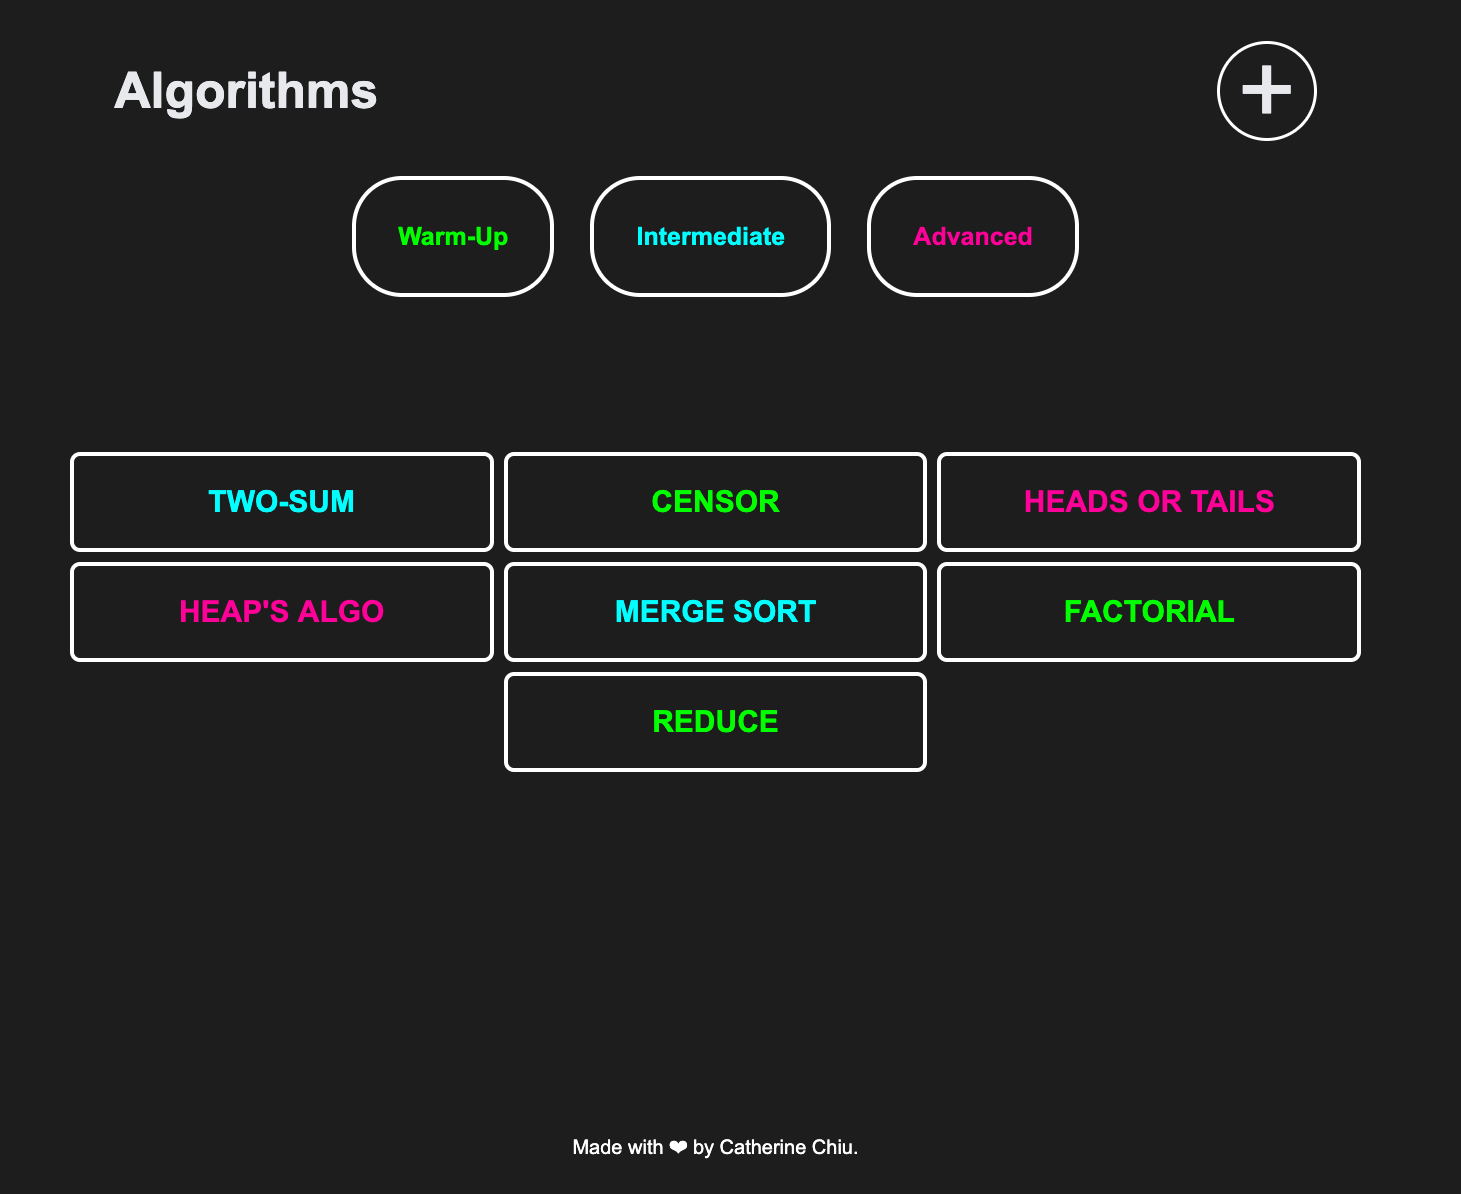 Algorithms
+
Warm-Up
Intermediate
Advanced
TWO-SUM
CENSOR
HEADS OR TAILS
HEAP'S ALGO
MERGE SORT
FACTORIAL
REDUCE
Made with ❤ by Catherine Chiu.